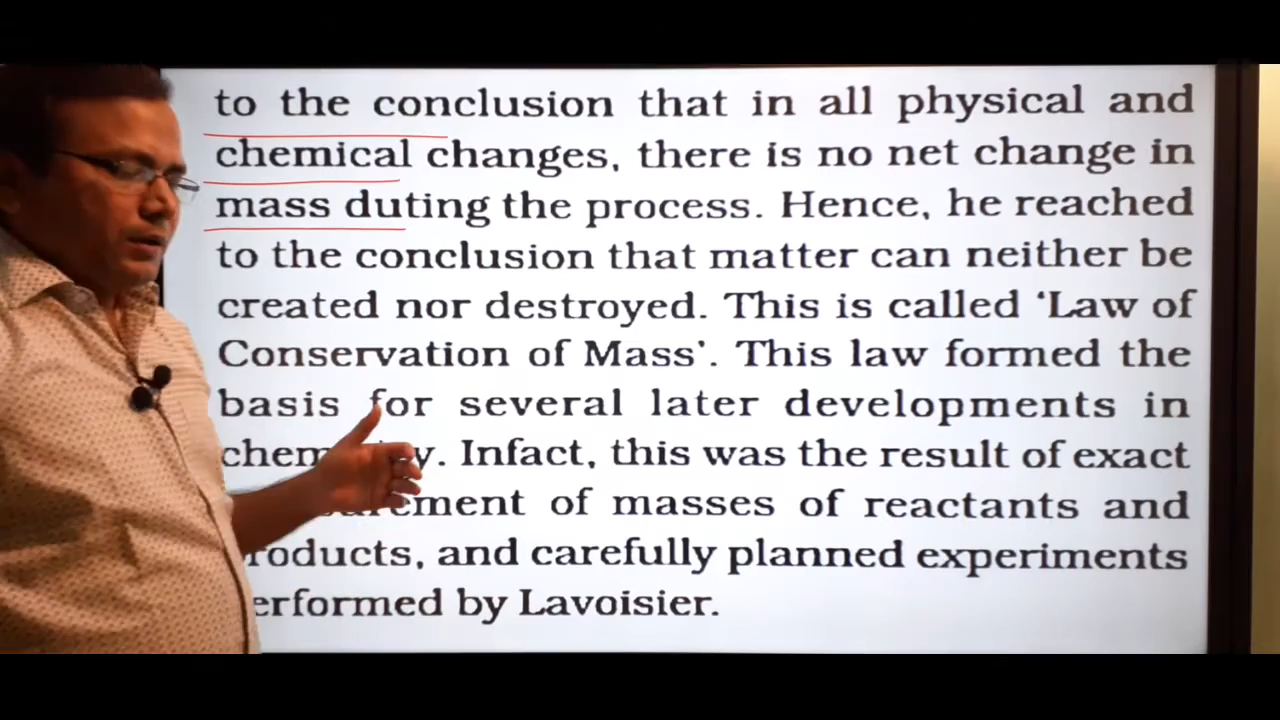 to the conclusion that in all physical and
chemical changes, there is no net change in
mass duting the process. Hence, he reached
to the conclusion that matter can neither be
created nor destroyed. This is called ‘Law of
Conservation of Mass’. This law formed the
basis for several later developments in
Infact, this was the result of exact
of masses of reactants and
and carefully planned experiments
by Lavoisier.